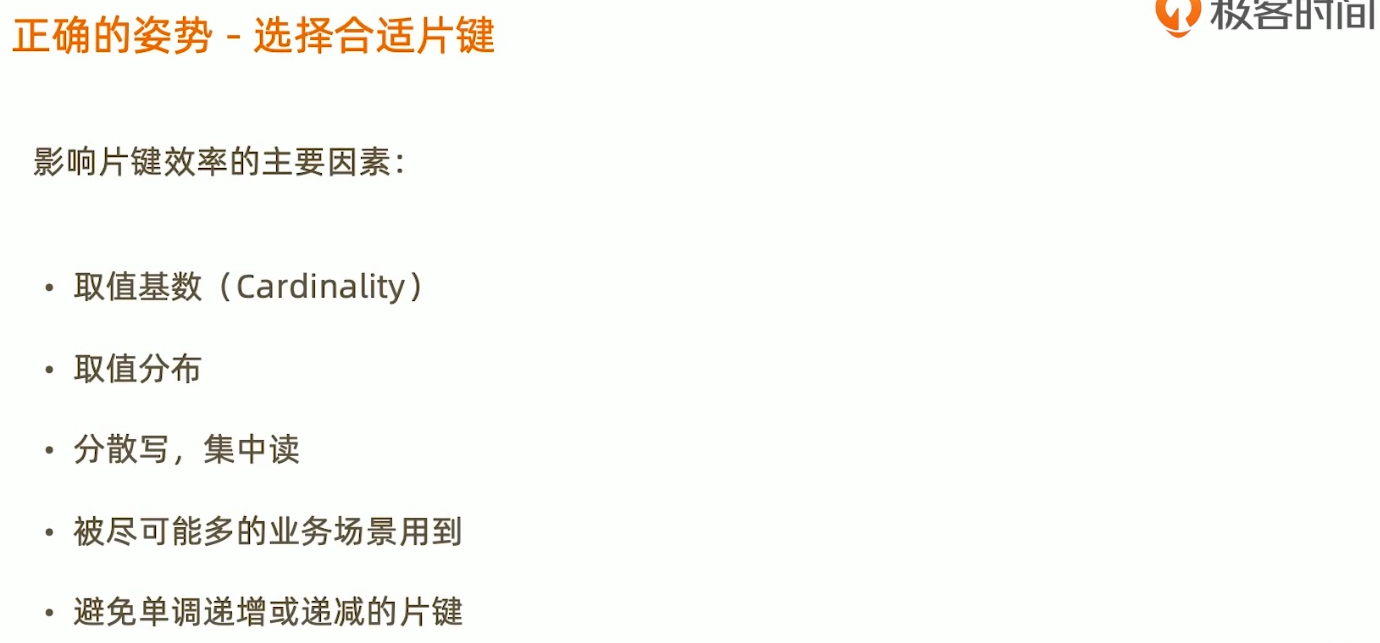 正确的姿势 - 选择合适片键
极客时间
影响片键效率的主要因素：
• 取值基数（Cardinality）
• 取值分布
• 分散写，集中读
• 被尽可能多的业务场景用到
• 避免单调递增或递减的片键